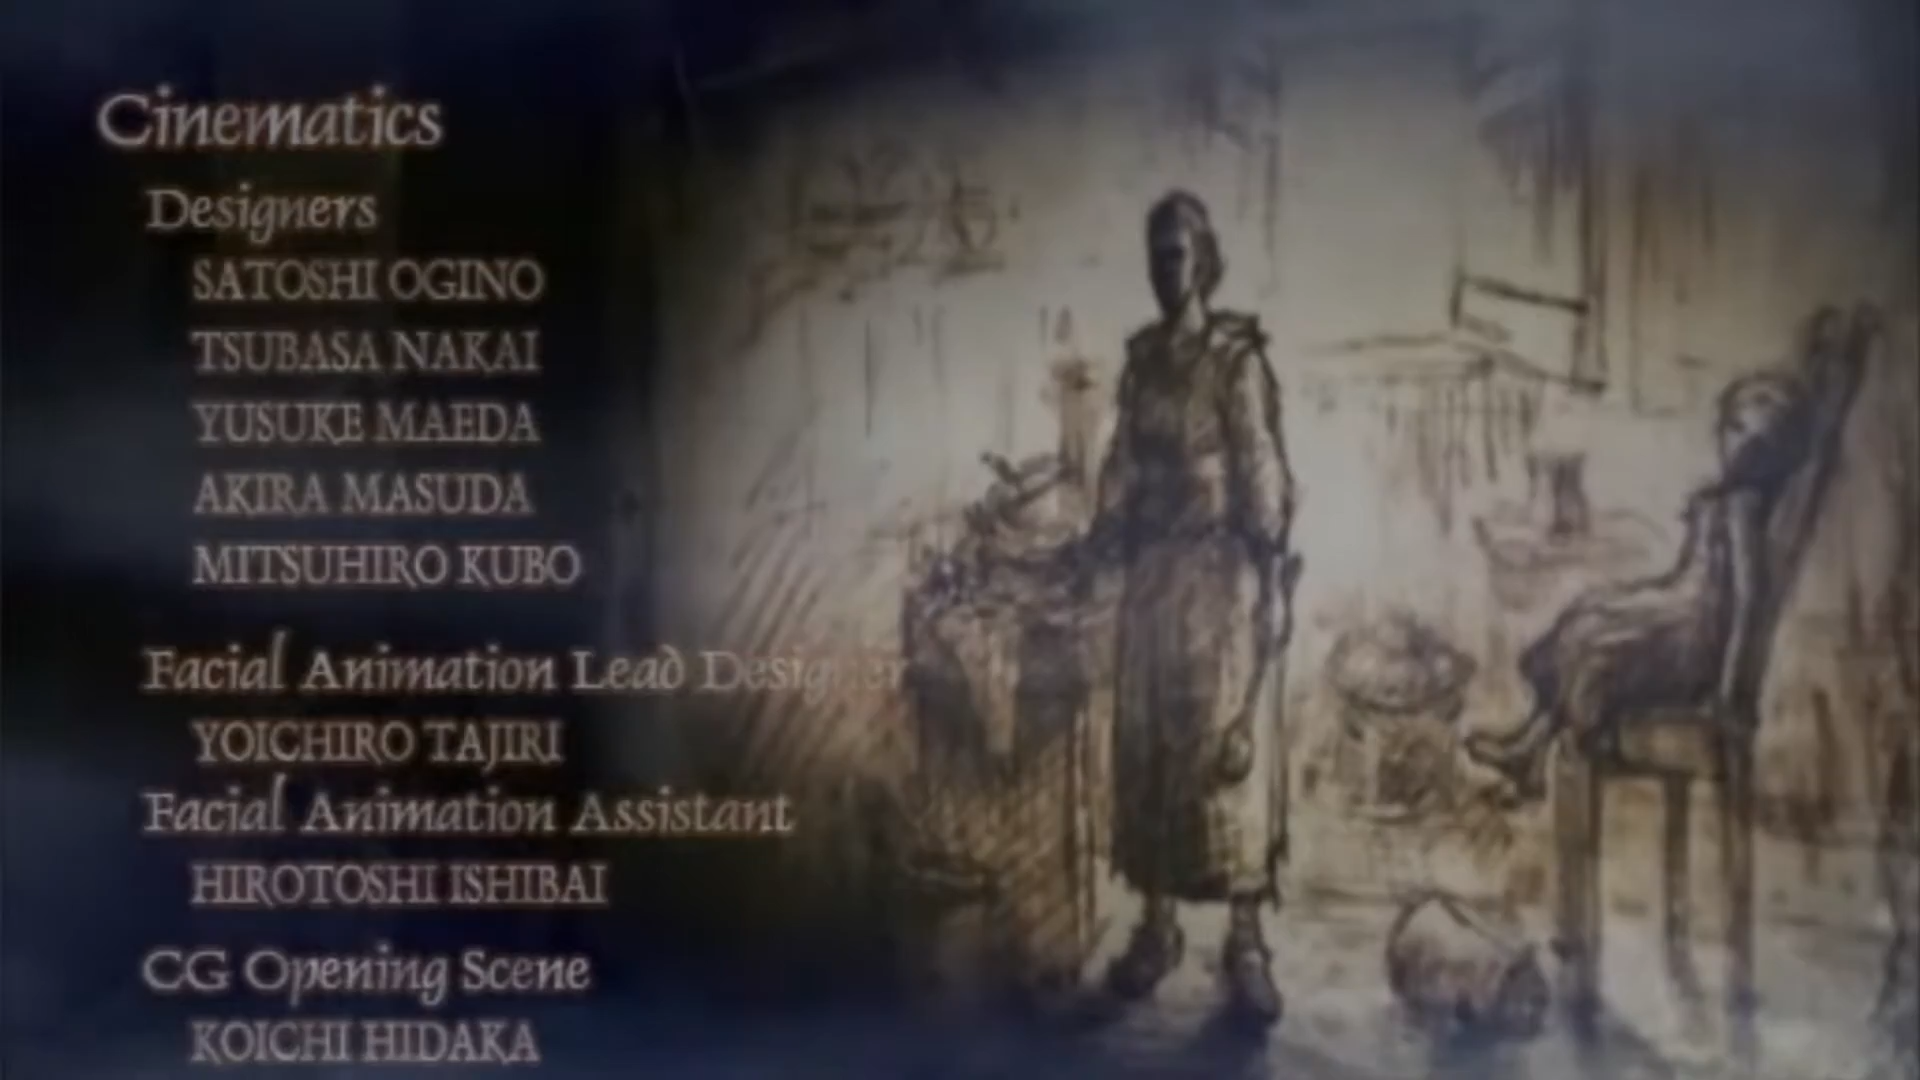 Cinematics
Designers
SATOSHI OGINO
TSUBASA NAKAI
YUSUKE MAEDA
AKIRA MASUDA
MITSUHIRO KUBO
Facial Animation Lead Designer
YOICHIRO TAJIRI
Facial Animation Assistant
HIROTOSHI ISHIBAI
CG Opening Scene
KOICHI HIDAKA